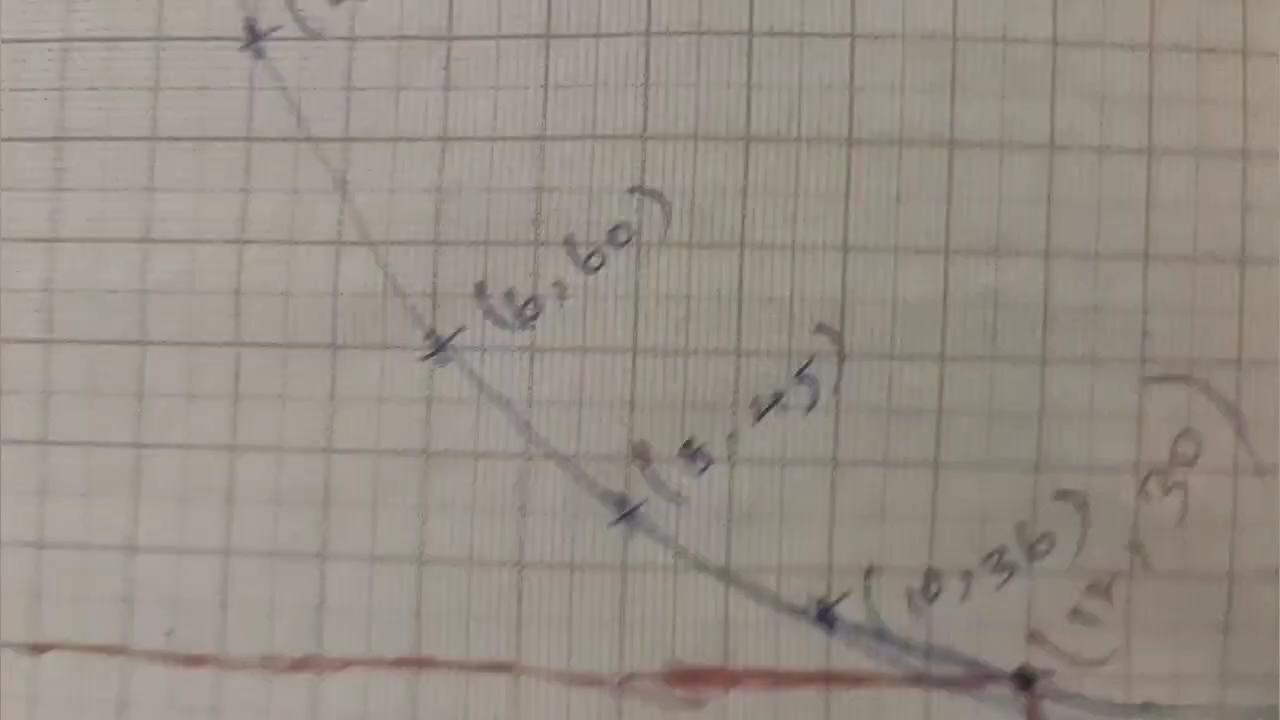 (6, 60)
(8, 45)
(10, 36)
(12, 30)